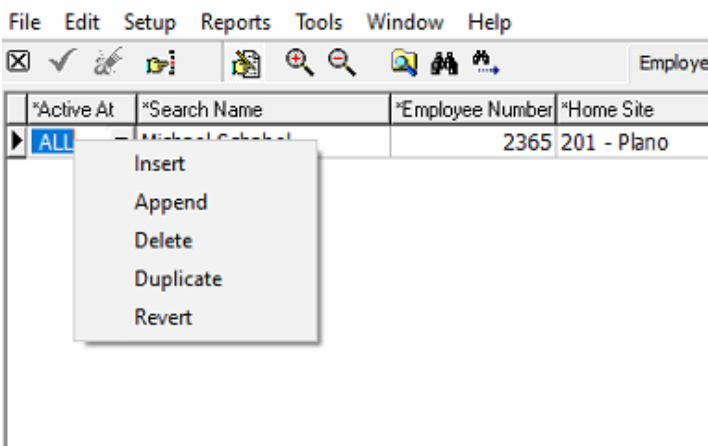 File Edit Setup Reports Tools Window Help
Employe
*Active At *Search Name *Employee Number *Home Site
ALL 2365 201 - Plano
Insert
Append
Delete
Duplicate
Revert